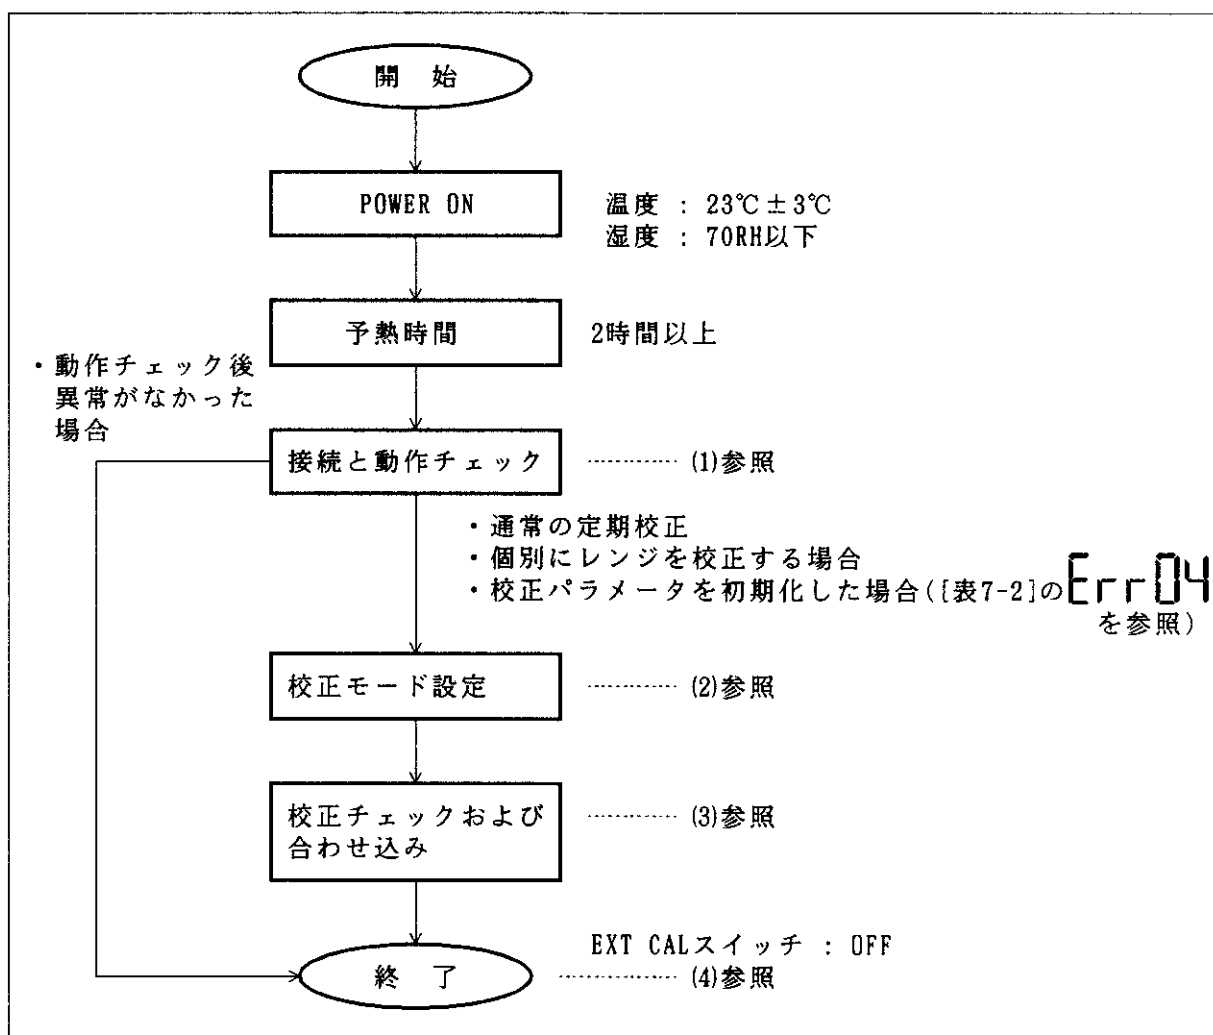 開 始
POWER ON
温度 : 23℃±3℃
湿度 : 70RH以下
予熱時間
2時間以上
・動作チェック後
異常がなかった
場合
接続と動作チェック
………… (1)参照
・通常の定期校正
・個別にレンジを校正する場合
・校正パラメータを初期化した場合([表7-2]のErr04
を参照)
校正モード設定
………… (2)参照
校正チェックおよび
合わせ込み
………… (3)参照
EXT CALスイッチ : OFF
終 了
………… (4)参照